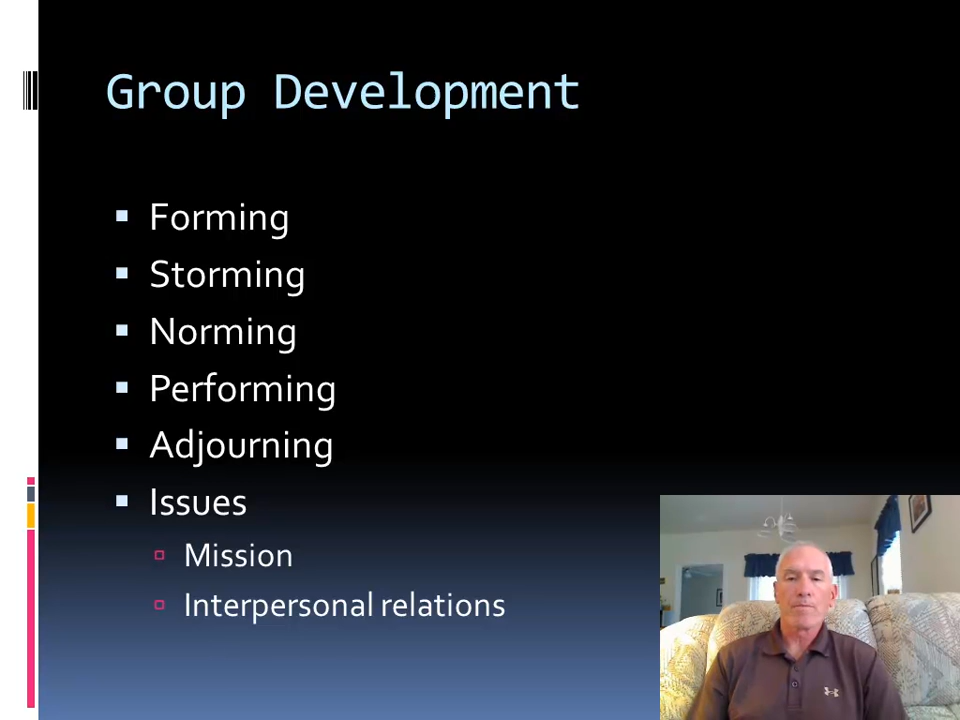 Group Development
Forming
Storming
Norming
Performing
Adjourning
Issues
Mission
Interpersonal relations